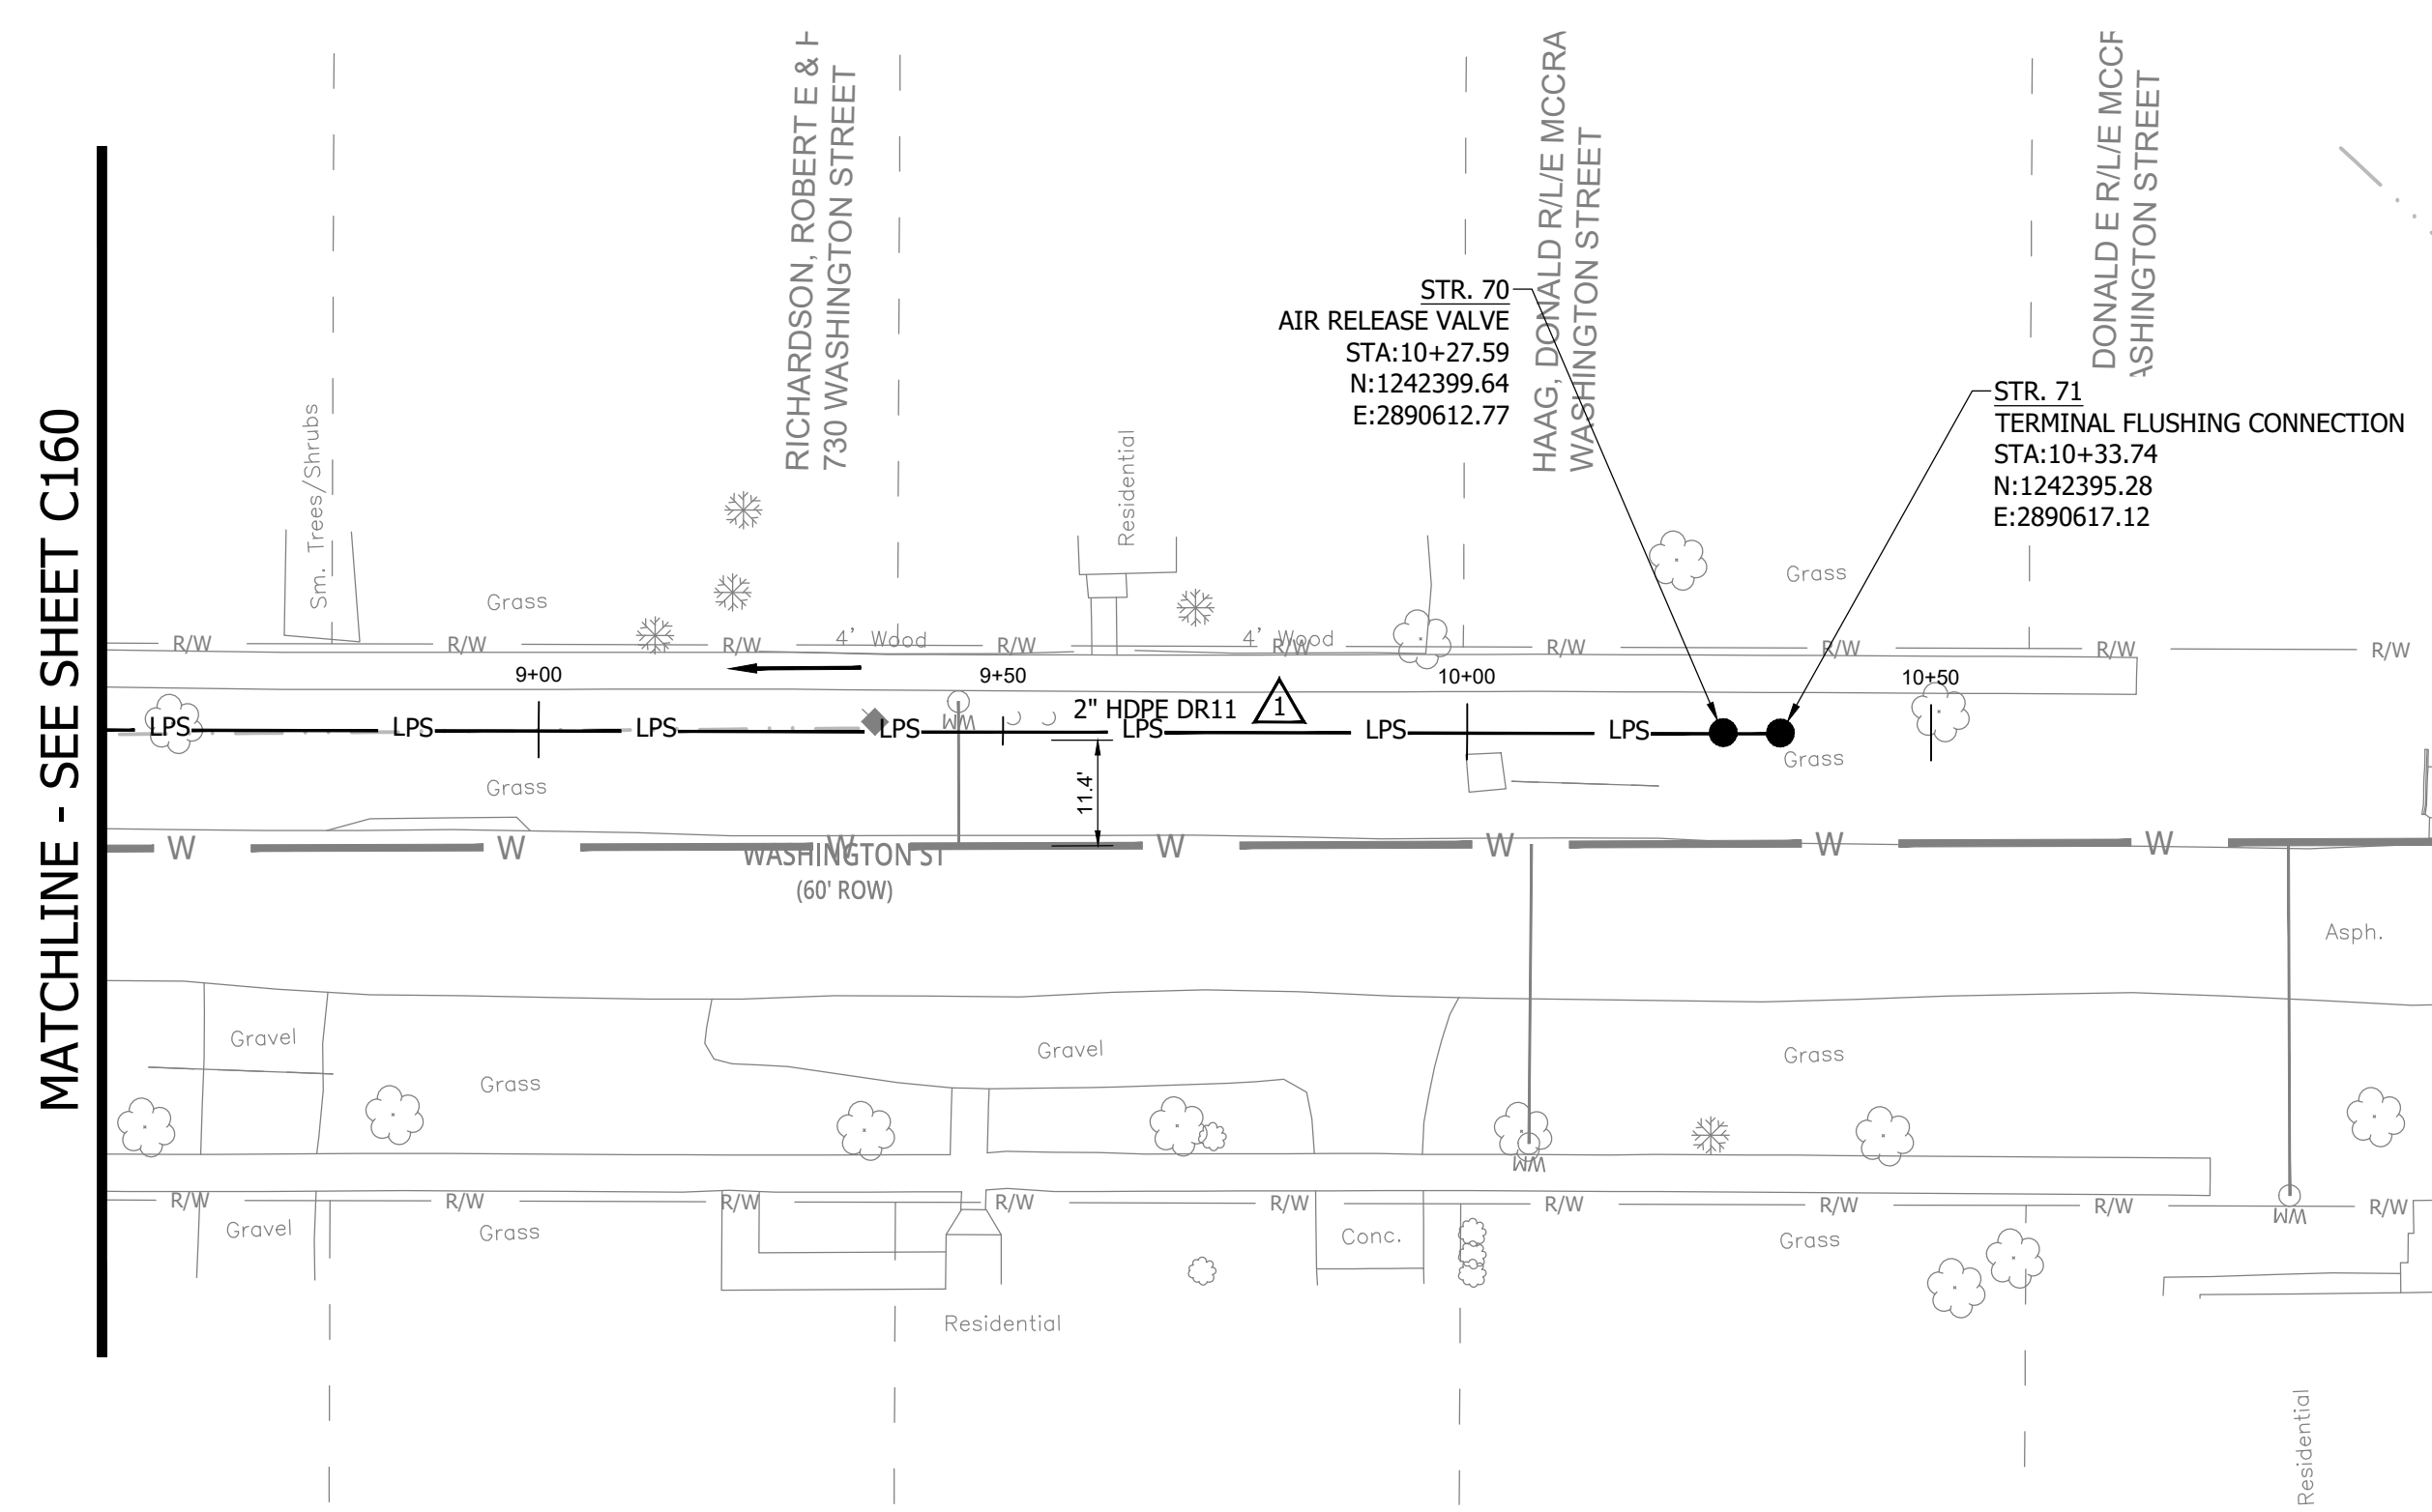 MATCHLINE - SEE SHEET C160
RICHARDSON, ROBERT E &
730 WASHINGTON STREET
HAAG, DONALD R/L/E MCCRA
WASHINGTON STREET
DONALD E R/L/E
ASHINGTON STREET
STR. 70
AIR RELEASE VALVE
STA:10+27.59
N:1242399.64
E:2890612.77
STR. 71
TERMINAL FLUSHING CONNECTION
STA:10+33.74
N:1242395.28
E:2890617.12
Sm. Trees/Shrubs
Residential
Grass
Grass
R/W R/W R/W 4' Wood R/W 4' Wood R/W R/W R/W R/W R/W
9+00 9+50 10+00 10+50
2" HDPE DR11 1
LPS LPS LPS LPS LPS LPS LPS
WM
Grass
Grass
11.4'
W W W W W W W
WASHINGTON ST
(60' ROW)
Asph.
Gravel
Gravel
Grass
Grass
WM
R/W R/W R/W R/W R/W R/W R/W R/W R/W
WM
Gravel
Grass
Conc.
Grass
Residential
Residential